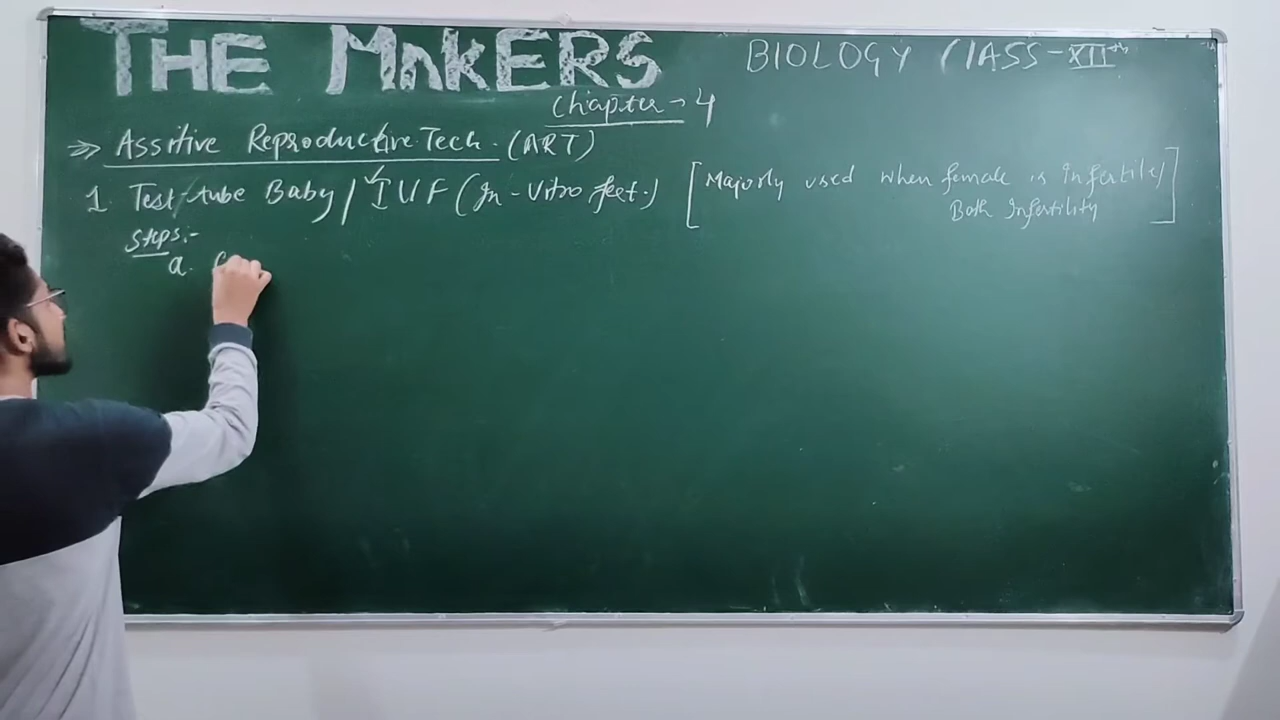 THE MAKERS
BIOLOGY CLASS-XIIth
Chapter → 4
⇒ Assitive Reproductive Tech. (ART)
1. Test-tube Baby / IVF (In-Vitro fert.) [Majorly used when female is infertile/
Both Infertility]
Steps:-
a.